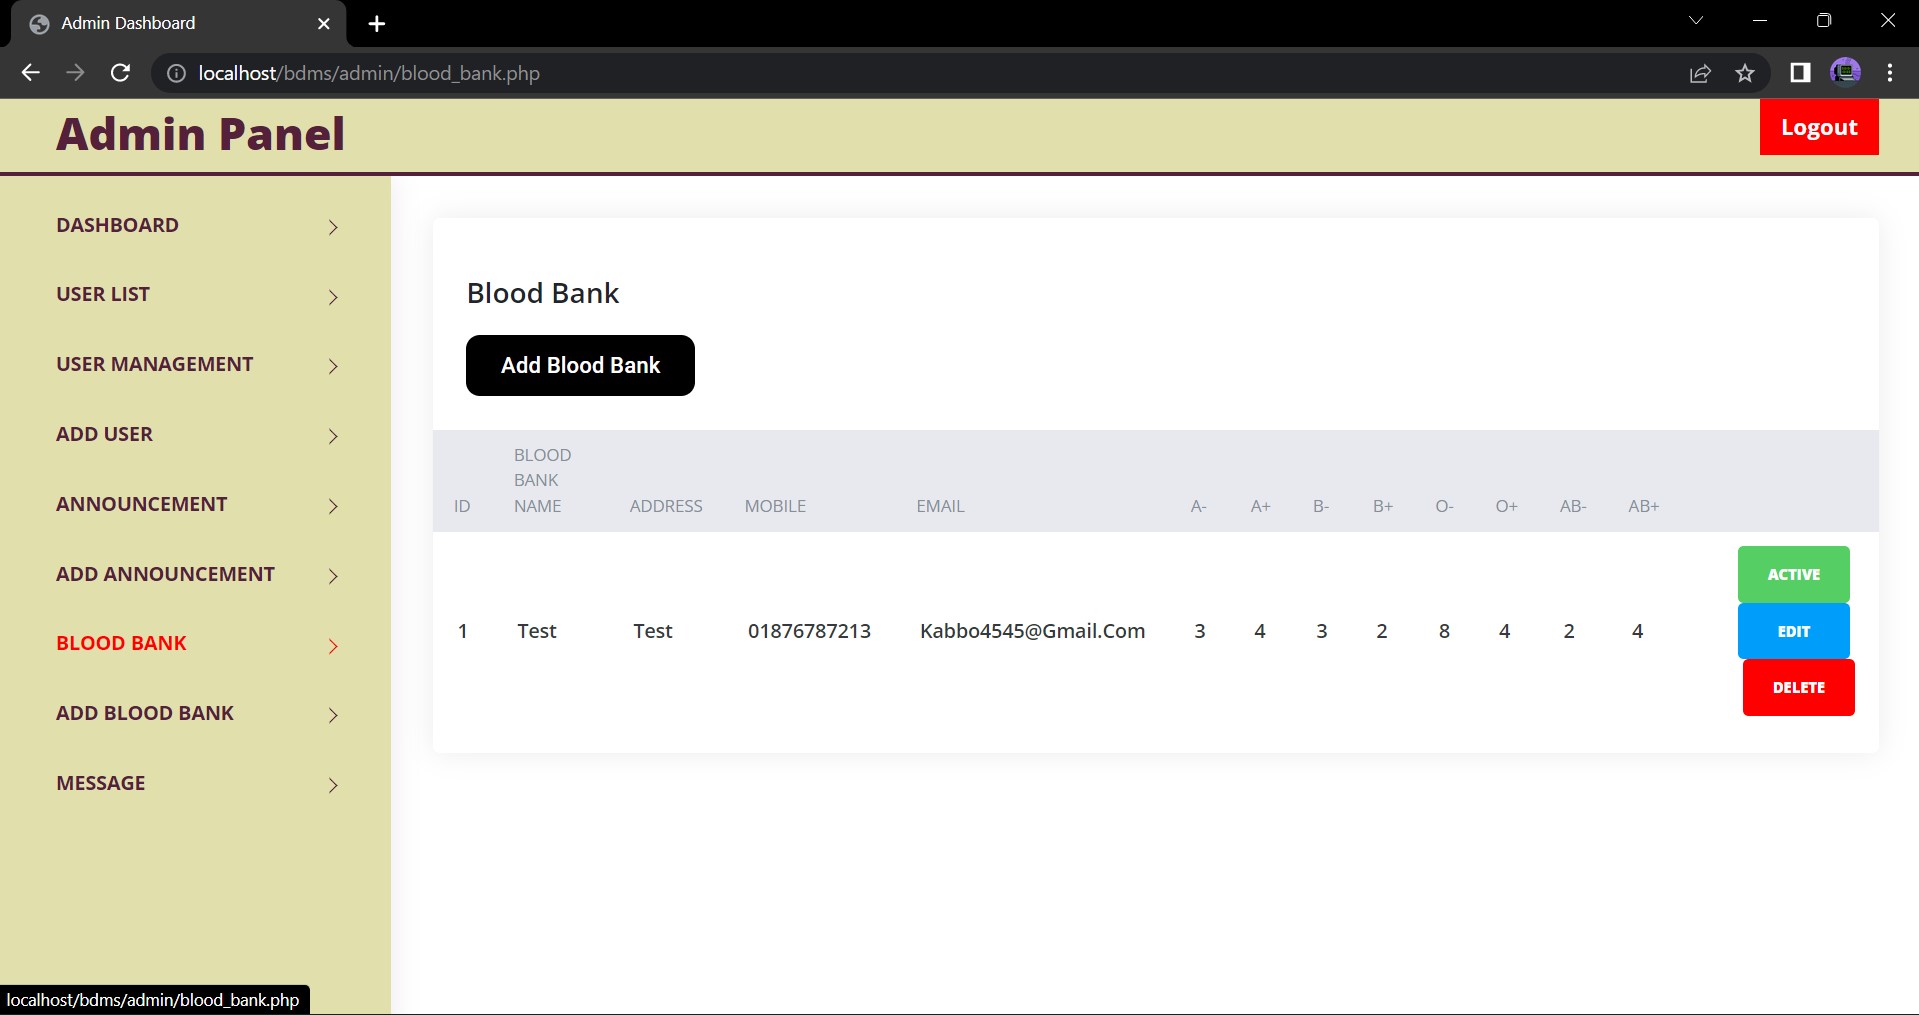 Admin Dashboard
localhost/bdms/admin/blood_bank.php
Admin Panel
Logout
DASHBOARD
USER LIST
USER MANAGEMENT
ADD USER
ANNOUNCEMENT
ADD ANNOUNCEMENT
BLOOD BANK
ADD BLOOD BANK
MESSAGE
Blood Bank
Add Blood Bank
ID BLOOD BANK NAME ADDRESS MOBILE EMAIL A- A+ B- B+ O- O+ AB- AB+
1 Test Test 01876787213 Kabbo4545@Gmail.Com 3 4 3 2 8 4 2 4
ACTIVE
EDIT
DELETE
localhost/bdms/admin/blood_bank.php